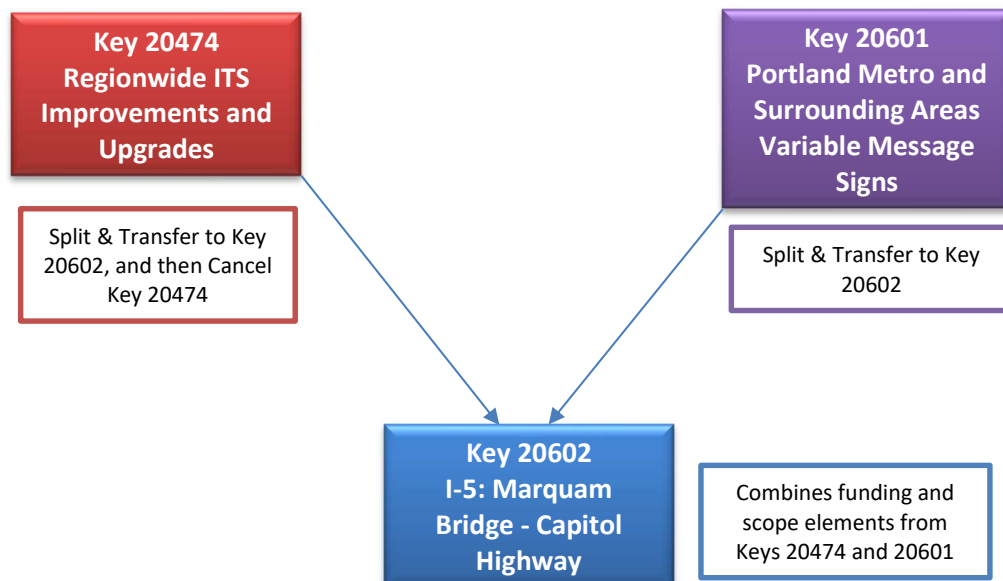 Key 20474
Regionwide ITS
Improvements and
Upgrades
Key 20601
Portland Metro and
Surrounding Areas
Variable Message
Signs
Split & Transfer to Key
20602, and then Cancel
Key 20474
Split & Transfer to Key
20602
Key 20602
I-5: Marquam
Bridge - Capitol
Highway
Combines funding and
scope elements from
Keys 20474 and 20601